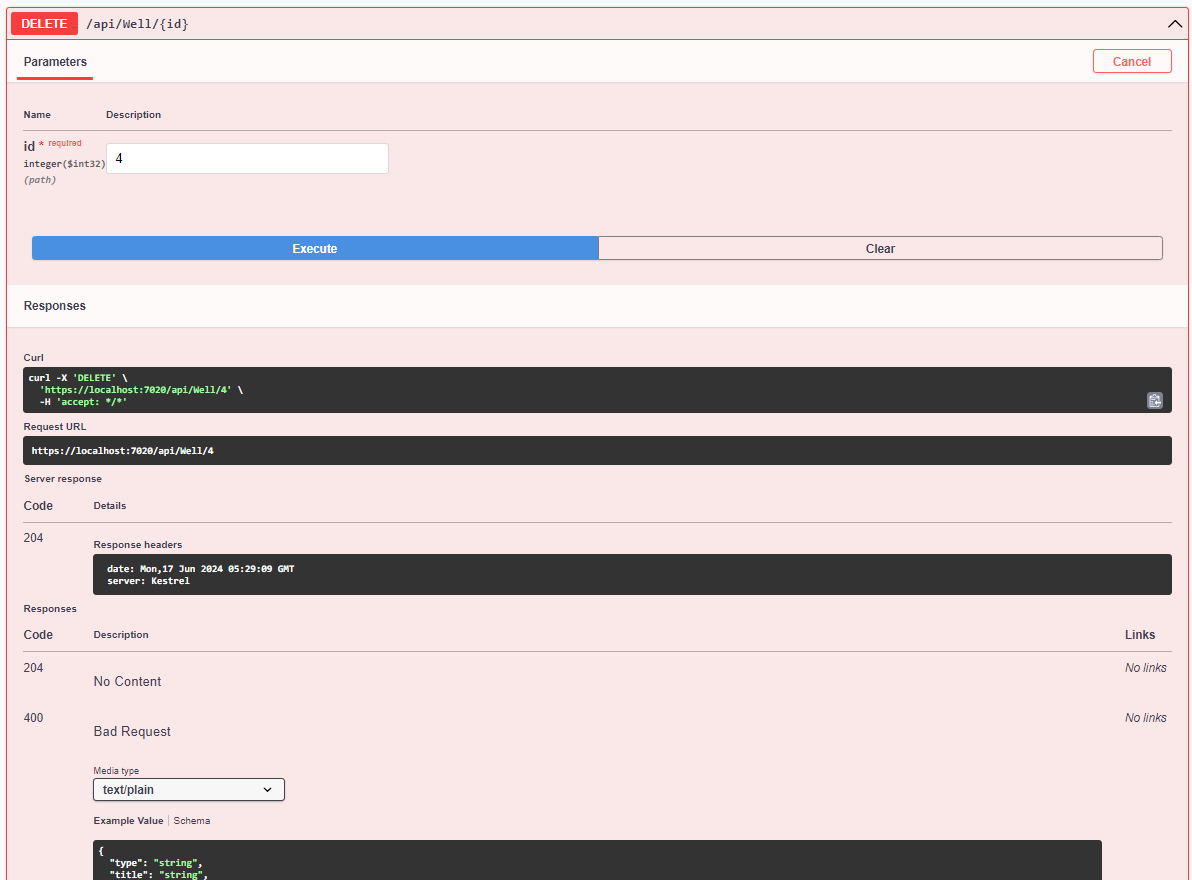 DELETE /api/Well/{id}
Parameters
Cancel
Name Description
id * required
integer($int32)
(path)
4
Execute
Clear
Responses
Curl
curl -X 'DELETE' \
'https://localhost:7020/api/Well/4' \
-H 'accept: */*'
Request URL
https://localhost:7020/api/Well/4
Server response
Code Details
204
Response headers
date: Mon,17 Jun 2024 05:29:09 GMT
server: Kestrel
Responses
Code Description Links
204 No links
No Content
400 No links
Bad Request
Media type
text/plain
Example Value Schema
{
"type": "string",
"title": "string",